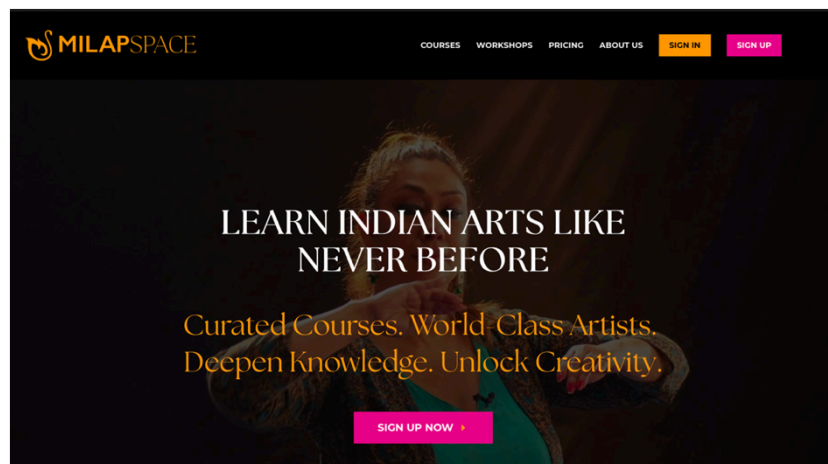 MILAPSPACE
COURSES WORKSHOPS PRICING ABOUT US SIGN IN SIGN UP
LEARN INDIAN ARTS LIKE
NEVER BEFORE
Curated Courses. World-Class Artists.
Deepen Knowledge. Unlock Creativity.
SIGN UP NOW